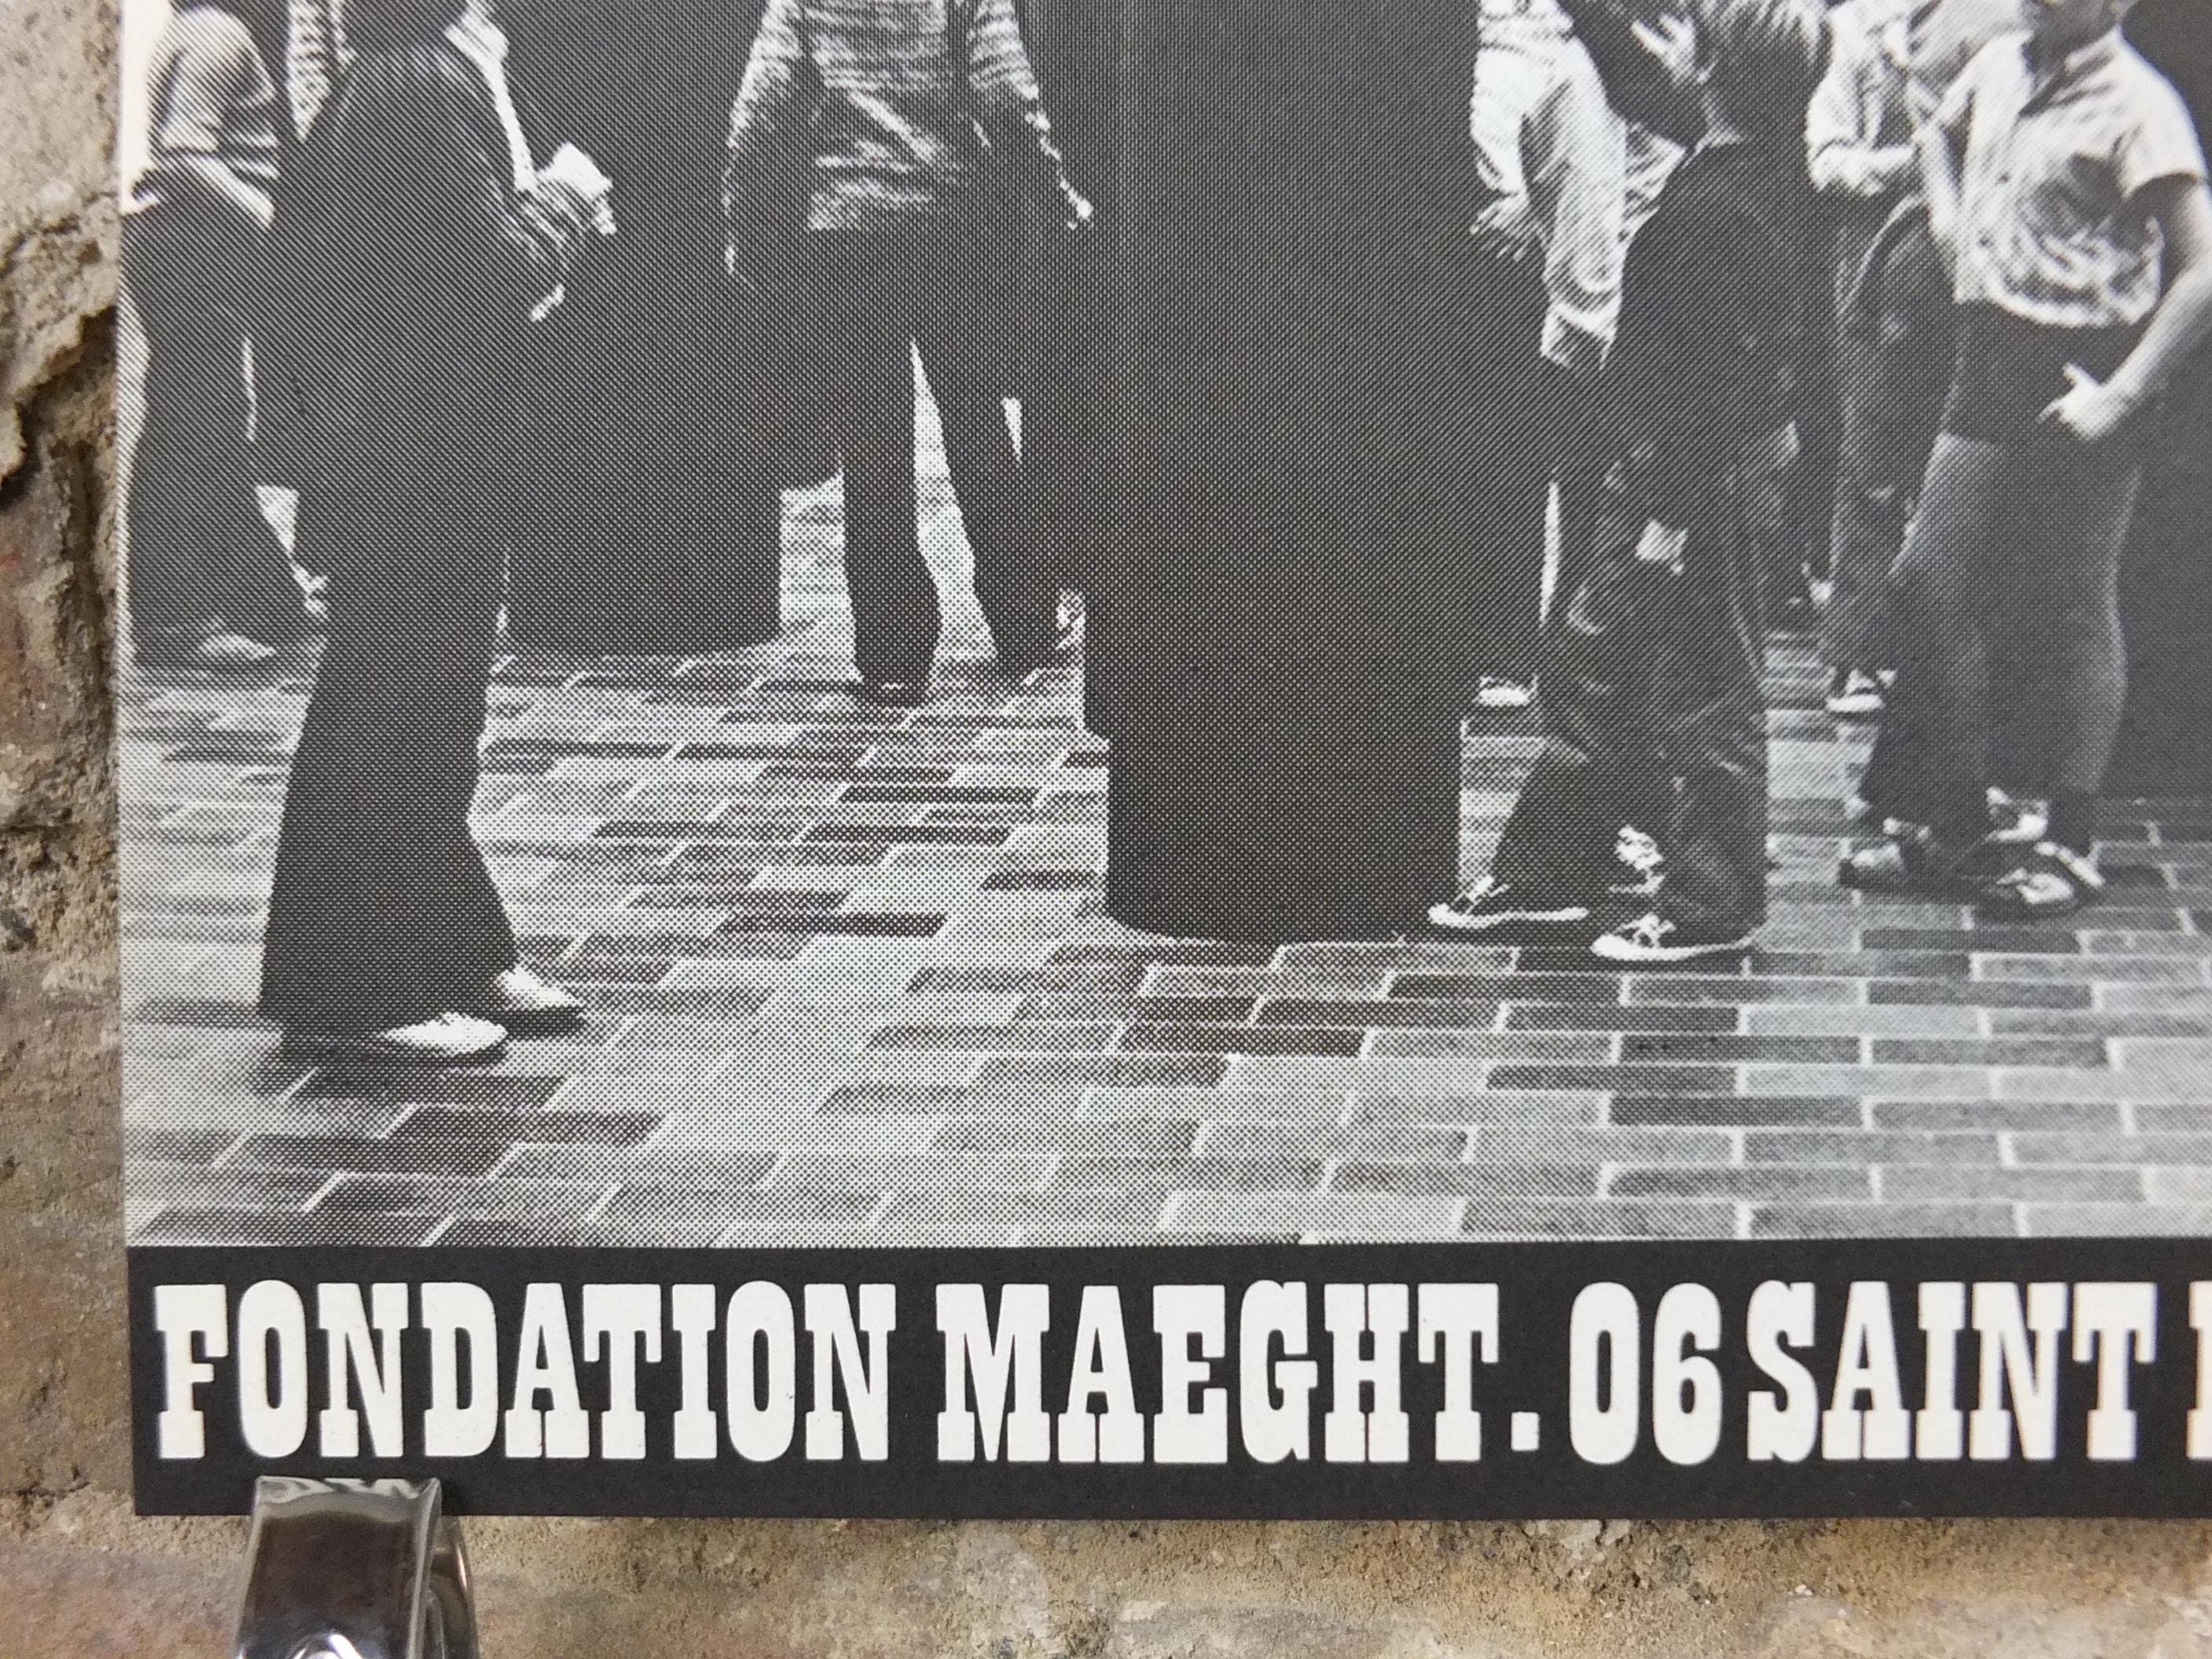 FONDATION MAEGHT. 06 SAINT